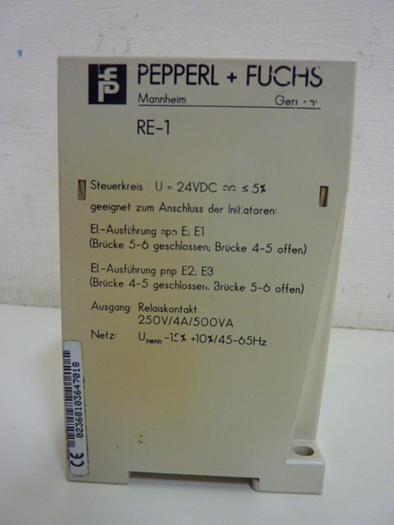 PEPPERL + FUCHS
Mannheim
RE-1
Steuerkreis U = 24VDC ≤ 5%
geeignet zum Anschluss der Initiatoren:
El.-Ausführung npn E, E1
(Brücke 5-6 geschlossen; Brücke 4-5 offen)
El.-Ausführung pnp E2, E3
(Brücke 4-5 geschlossen; Brücke 5-6 offen)
Ausgang: Relaiskontakt
250V/4A/500VA
Netz: Unenn -15% +10%/45-65Hz
CE 02368103647018